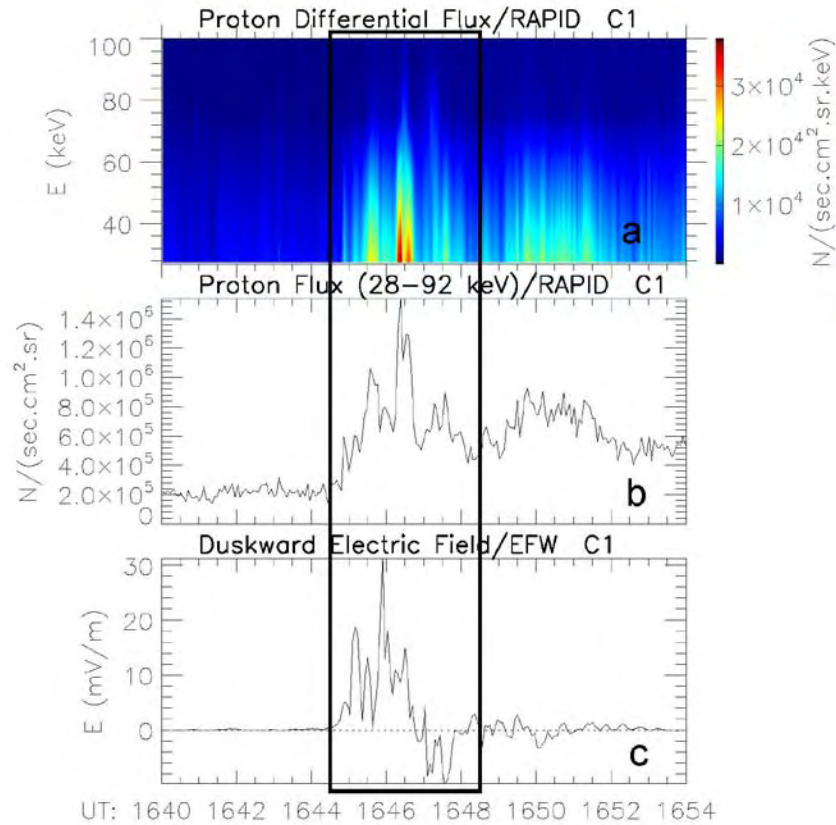 Proton Differential Flux/RAPID C1
100
80
60
40
E (keV)
a
3×10⁴
2×10⁴
1×10⁴
N/(sec.cm².sr.keV)
Proton Flux (28−92 keV)/RAPID C1
1.4×10⁶
1.2×10⁶
1.0×10⁶
8.0×10⁵
6.0×10⁵
4.0×10⁵
2.0×10⁵
0
N/(sec.cm².sr)
b
Duskward Electric Field/EFW C1
30
20
10
0
E (mV/m)
c
UT: 1640 1642 1644 1646 1648 1650 1652 1654